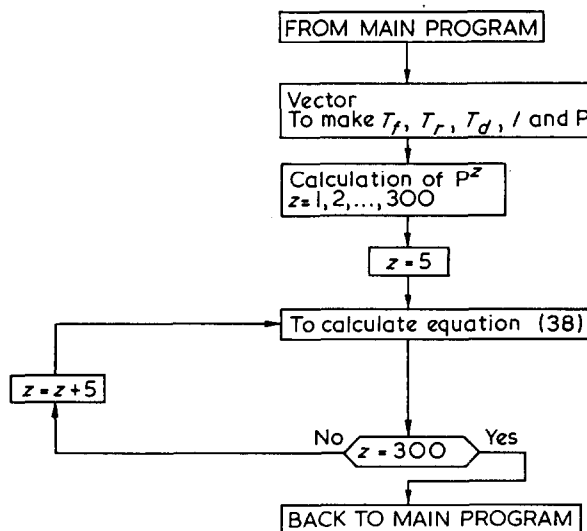 FROM MAIN PROGRAM
Vector
To make T_f, T_r, T_d, l and P
Calculation of P^z
z=1, 2, ..., 300
z = 5
To calculate equation (38)
z = z+5
No
z = 300
Yes
BACK TO MAIN PROGRAM